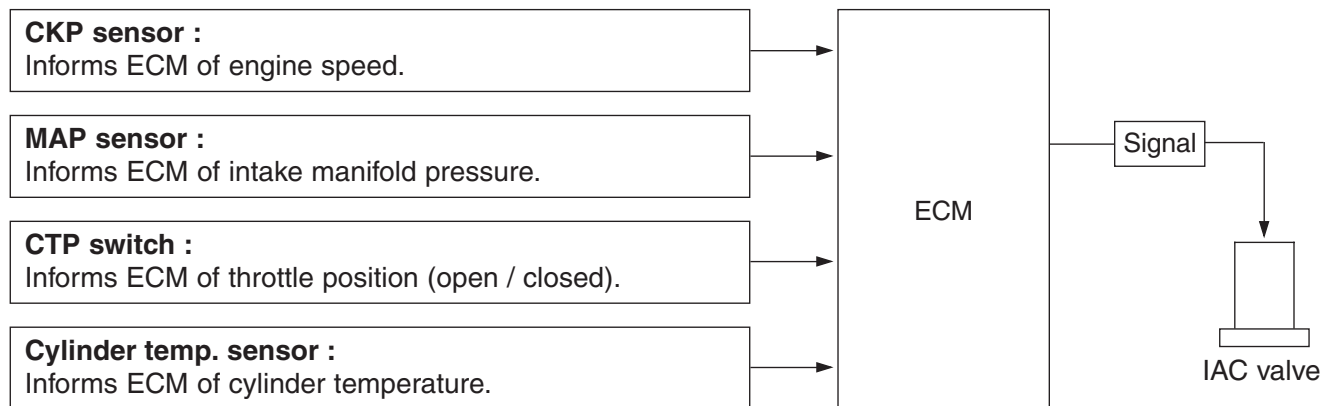 CKP sensor :
Informs ECM of engine speed.
MAP sensor :
Informs ECM of intake manifold pressure.
CTP switch :
Informs ECM of throttle position (open / closed).
Cylinder temp. sensor :
Informs ECM of cylinder temperature.
ECM
Signal
IAC valve